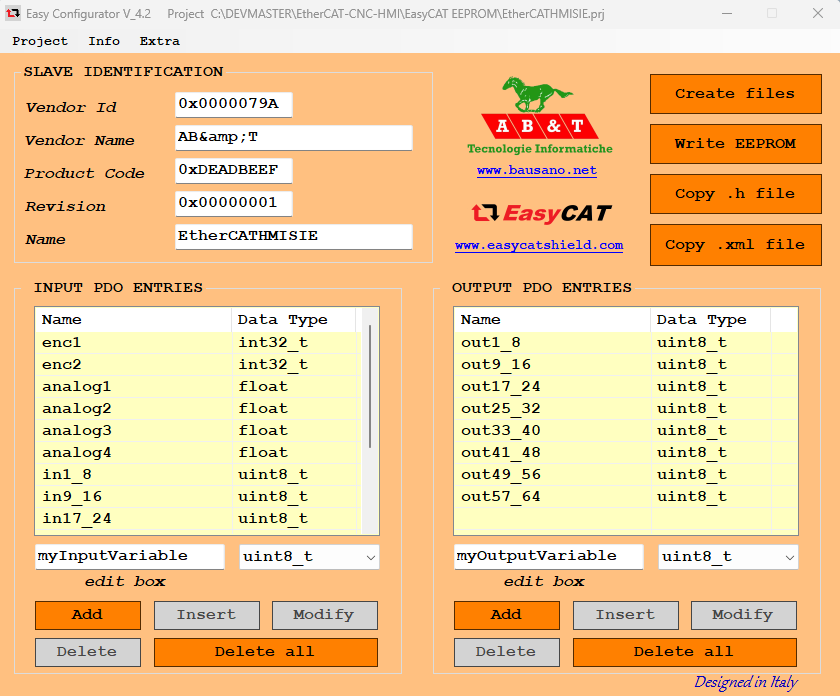 Easy Configurator V_4.2 Project C:\DEVMASTER\EtherCAT-CNC-HMI\EasyCAT EEPROM\EtherCATHMISIE.prj
Project Info Extra
SLAVE IDENTIFICATION
Vendor Id 0x0000079A
Vendor Name AB&amp;T
Product Code 0xDEADBEEF
Revision 0x00000001
Name EtherCATHMISIE
AB&T
Tecnologie Informatiche
www.bausano.net
EasyCAT
www.easycatshield.com
Create files
Write EEPROM
Copy .h file
Copy .xml file
INPUT PDO ENTRIES
Name Data Type
enc1 int32_t
enc2 int32_t
analog1 float
analog2 float
analog3 float
analog4 float
in1_8 uint8_t
in9_16 uint8_t
in17_24 uint8_t
myInputVariable uint8_t
edit box
Add Insert Modify
Delete Delete all
OUTPUT PDO ENTRIES
Name Data Type
out1_8 uint8_t
out9_16 uint8_t
out17_24 uint8_t
out25_32 uint8_t
out33_40 uint8_t
out41_48 uint8_t
out49_56 uint8_t
out57_64 uint8_t
myOutputVariable uint8_t
edit box
Add Insert Modify
Delete Delete all
Designed in Italy